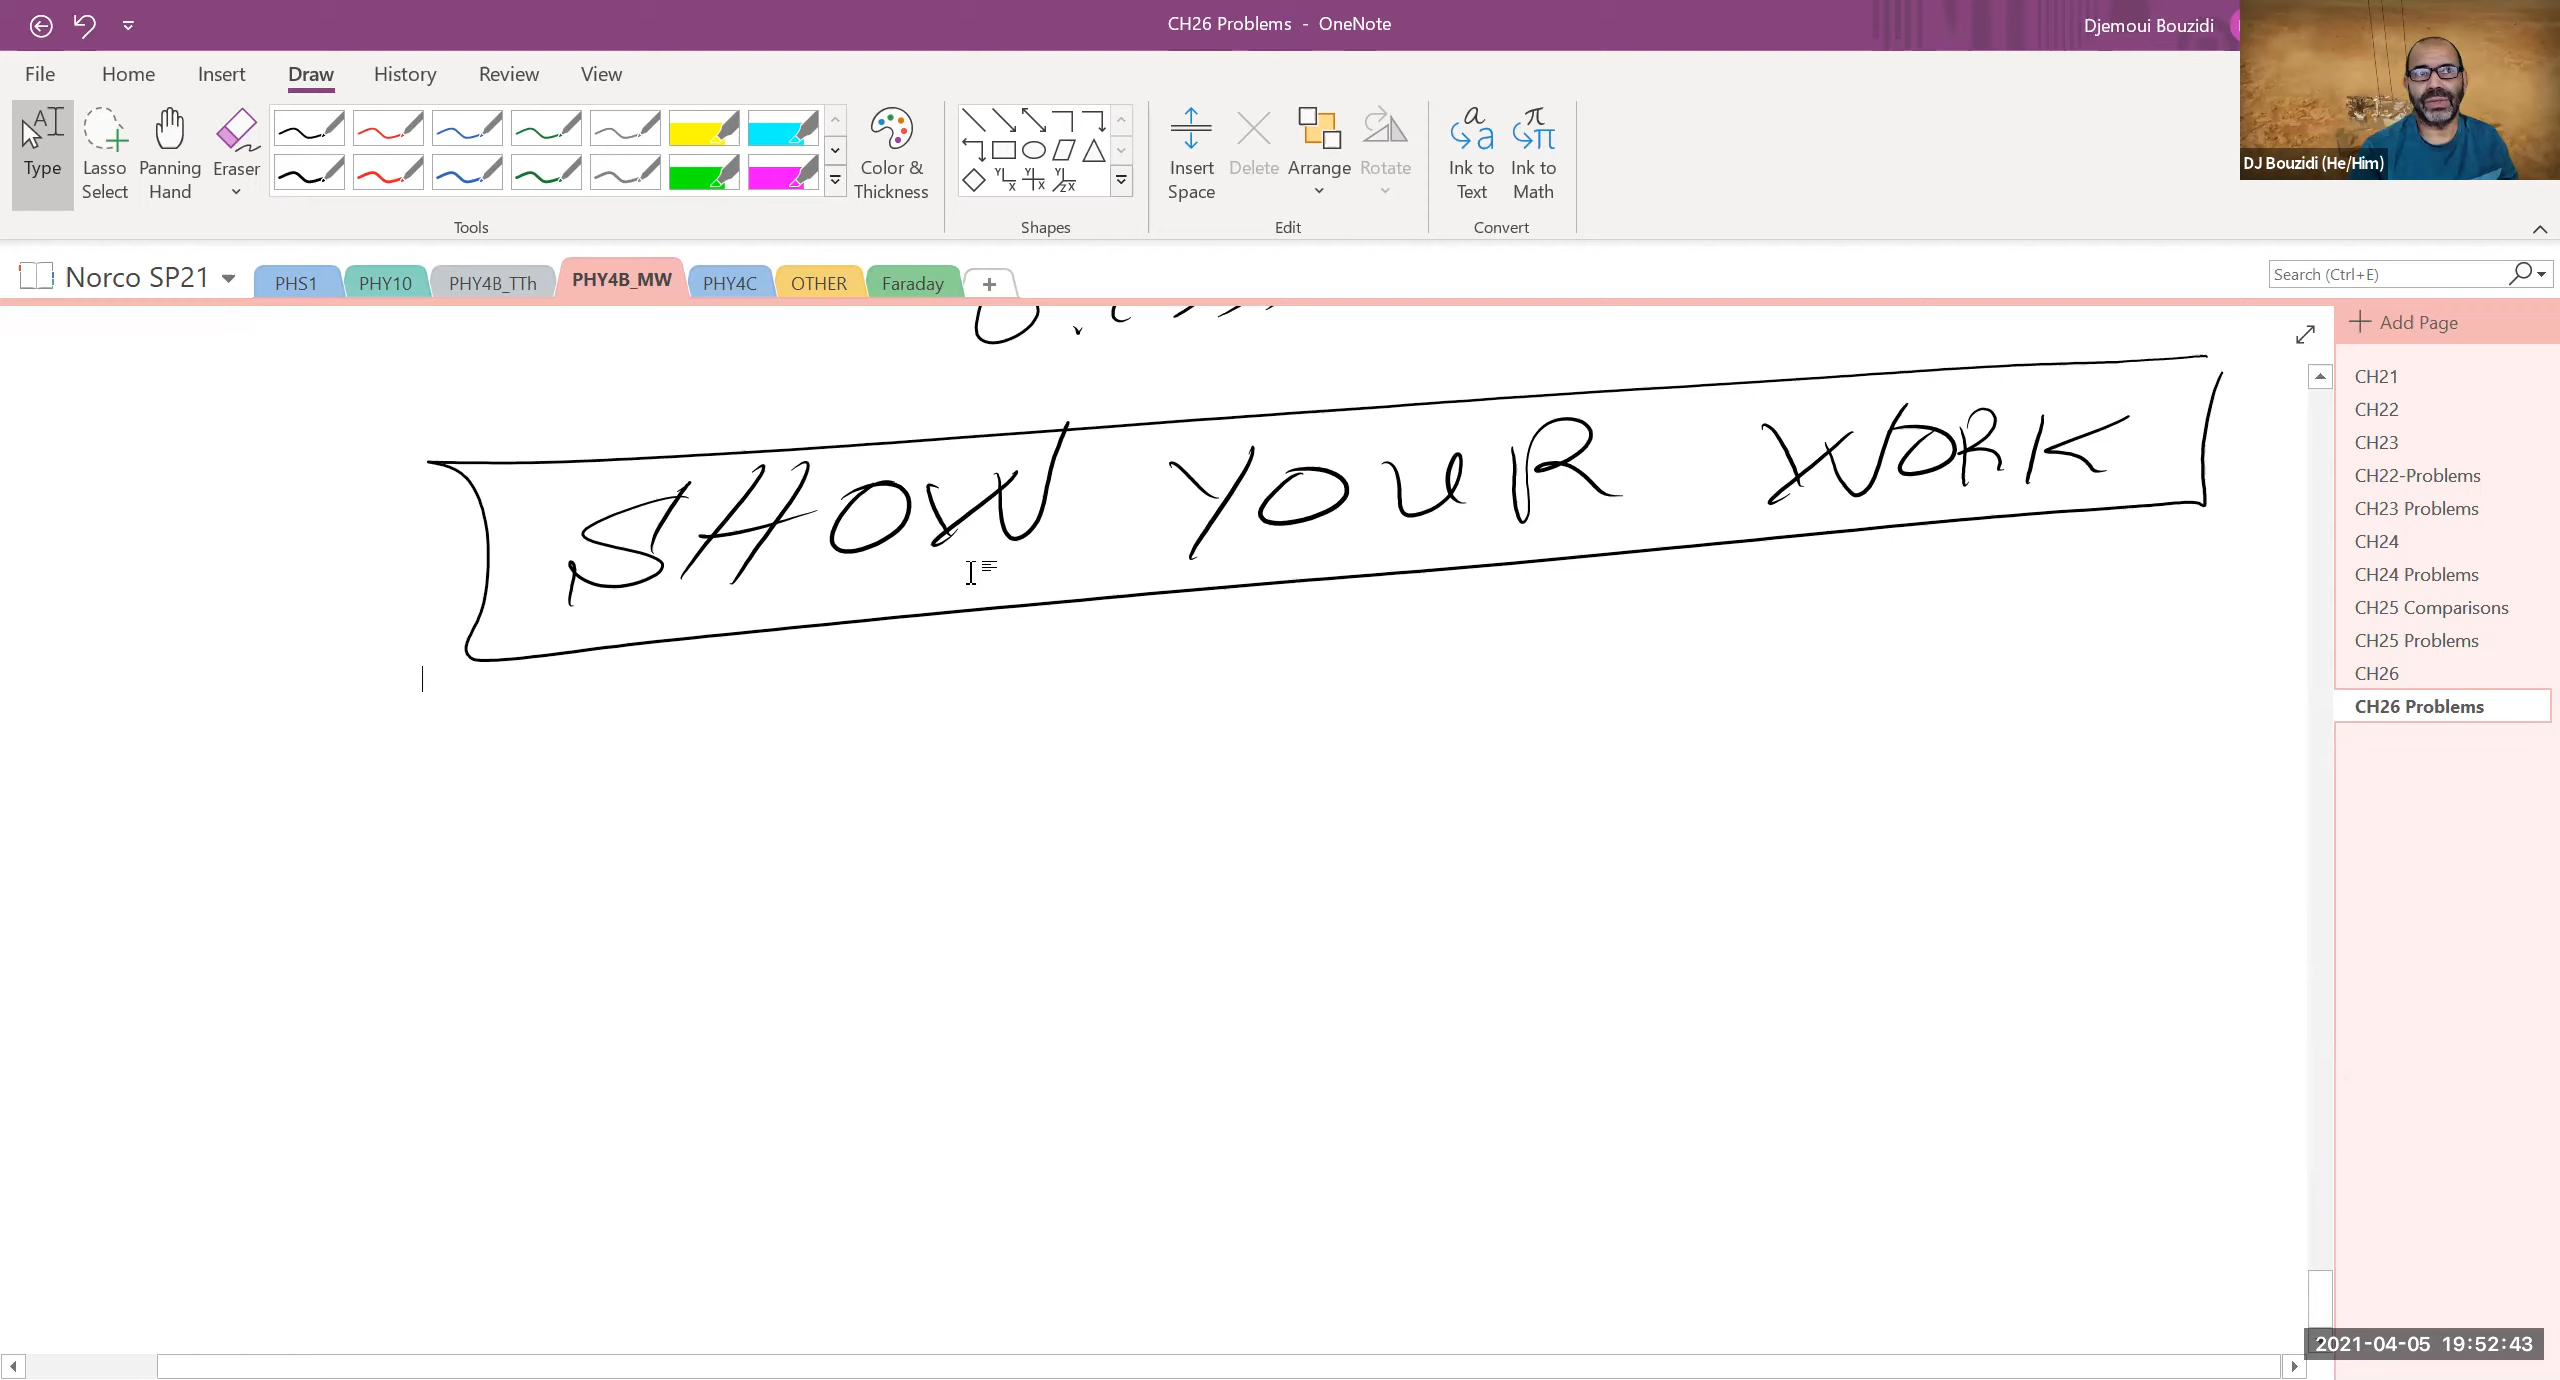 CH26 Problems - OneNote
Djemoui Bouzidi
File Home Insert Draw History Review View
Type
Lasso Select
Panning Hand
Eraser
Color & Thickness
Insert Space
Delete
Arrange
Rotate
Ink to Text
Ink to Math
Tools
Shapes
Edit
Convert
DJ Bouzidi (He/Him)
Norco SP21
PHS1 PHY10 PHY4B_TTh PHY4B_MW PHY4C OTHER Faraday
Search (Ctrl+E)
Add Page
SHOW YOUR WORK
CH21
CH22
CH23
CH22-Problems
CH23 Problems
CH24
CH24 Problems
CH25 Comparisons
CH25 Problems
CH26
CH26 Problems
2021-04-05 19:52:43